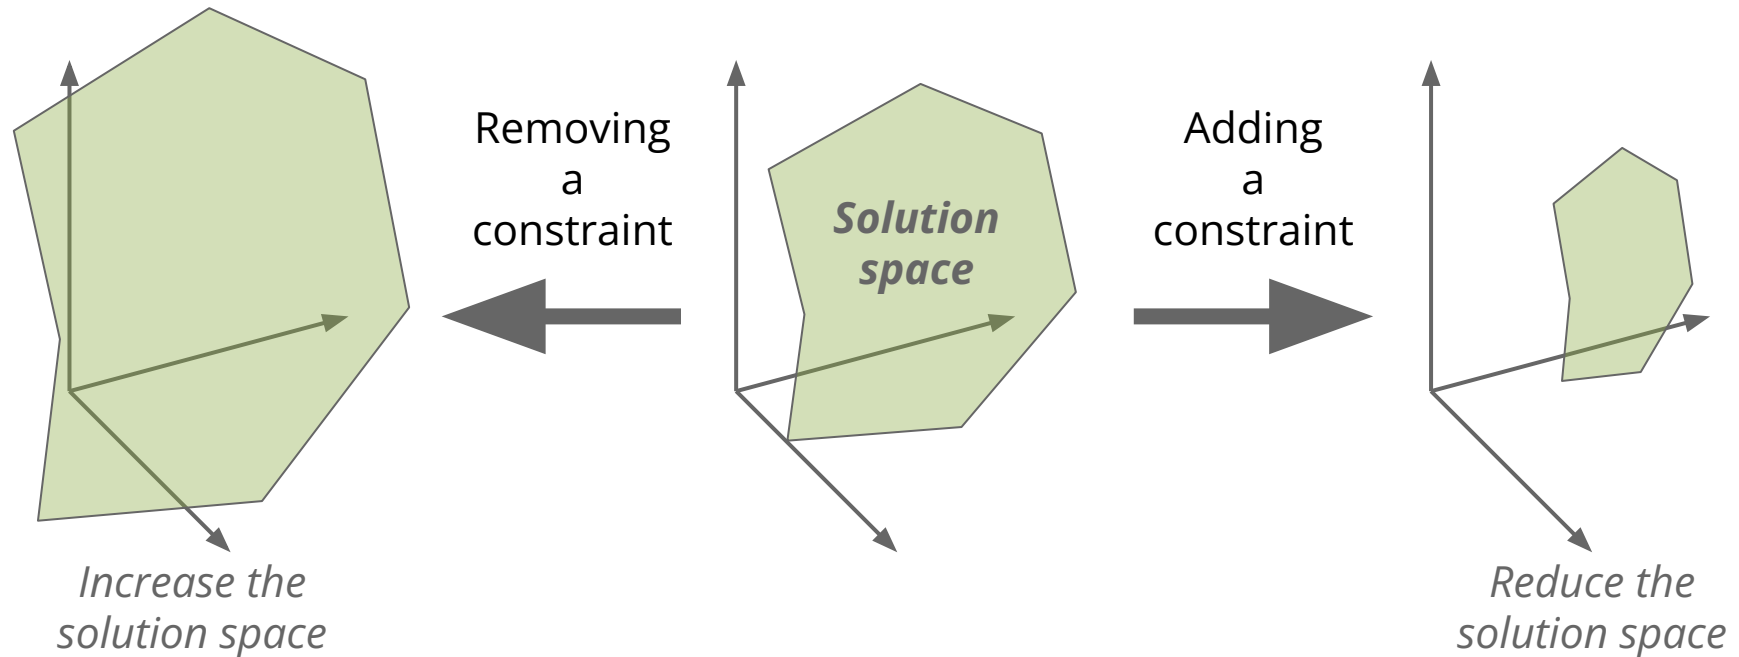 Removing
a
constraint
Solution
space
Adding
a
constraint
Increase the
solution space
Reduce the
solution space